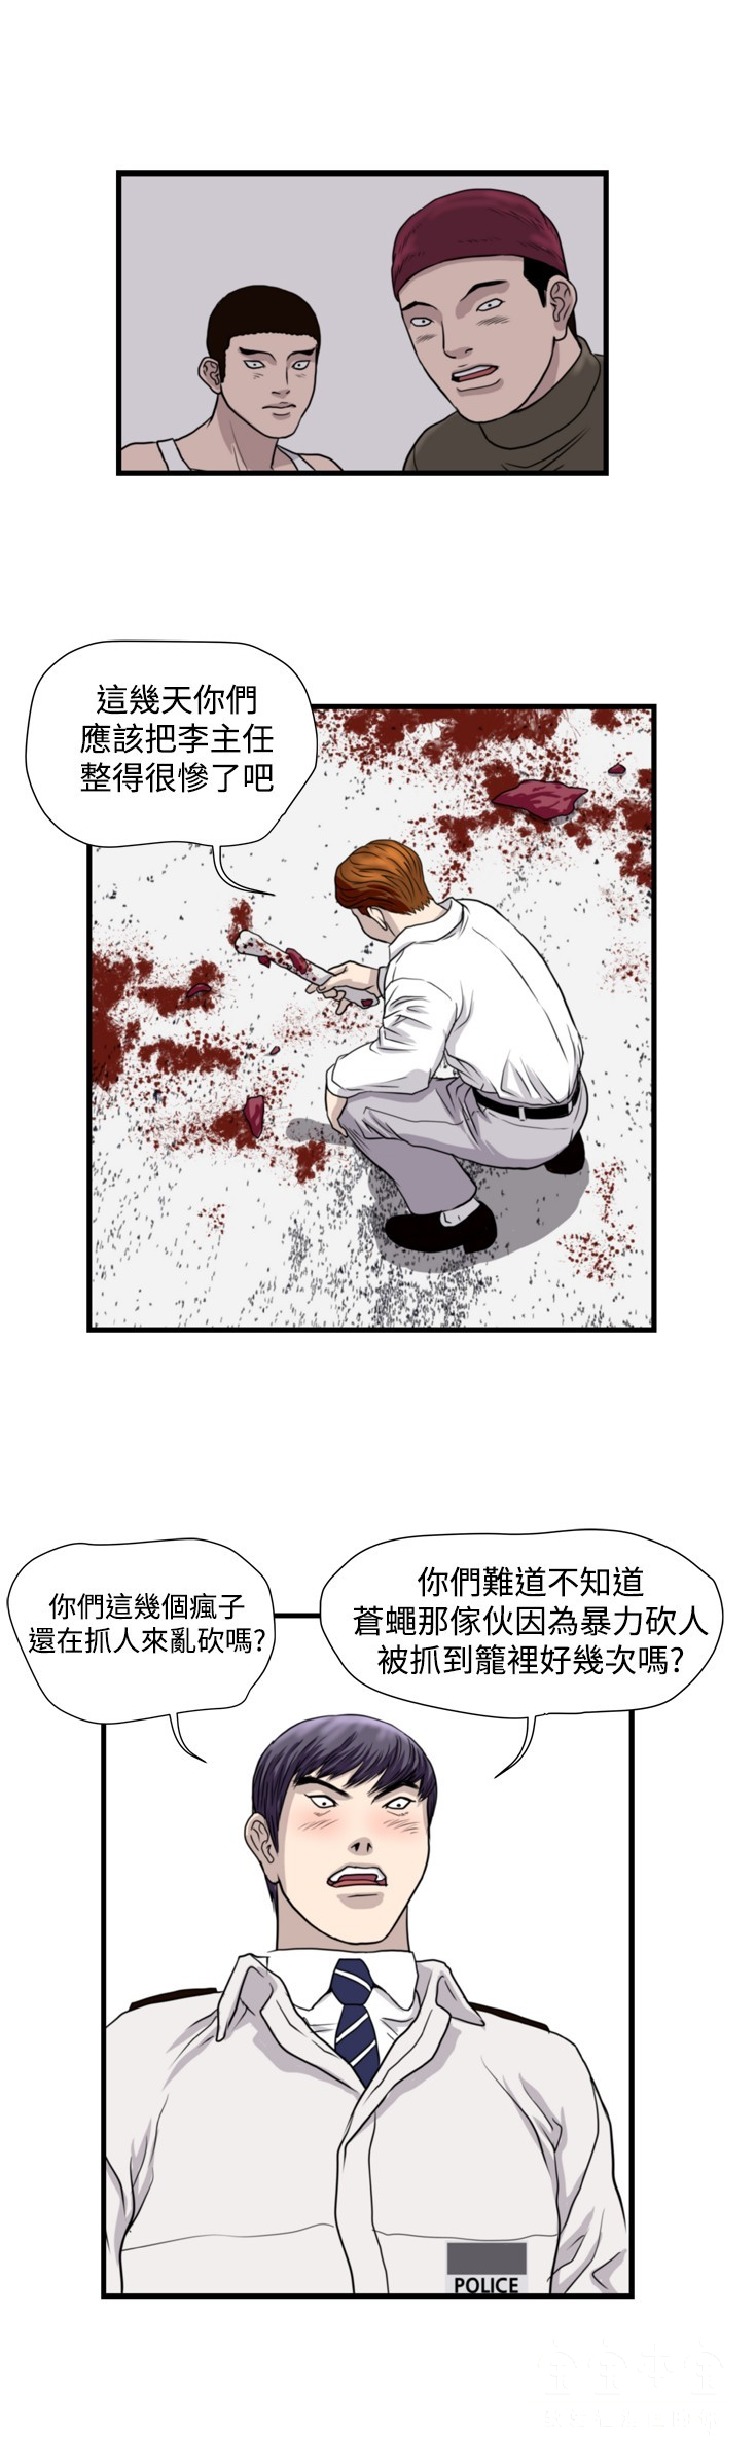 這幾天你們
應該把李主任
整得很慘了吧
你們這幾個瘋子
還在抓人來亂砍嗎?
你們難道不知道
蒼蠅那傢伙因為暴力砍人
被抓到籠裡好幾次嗎?
POLICE